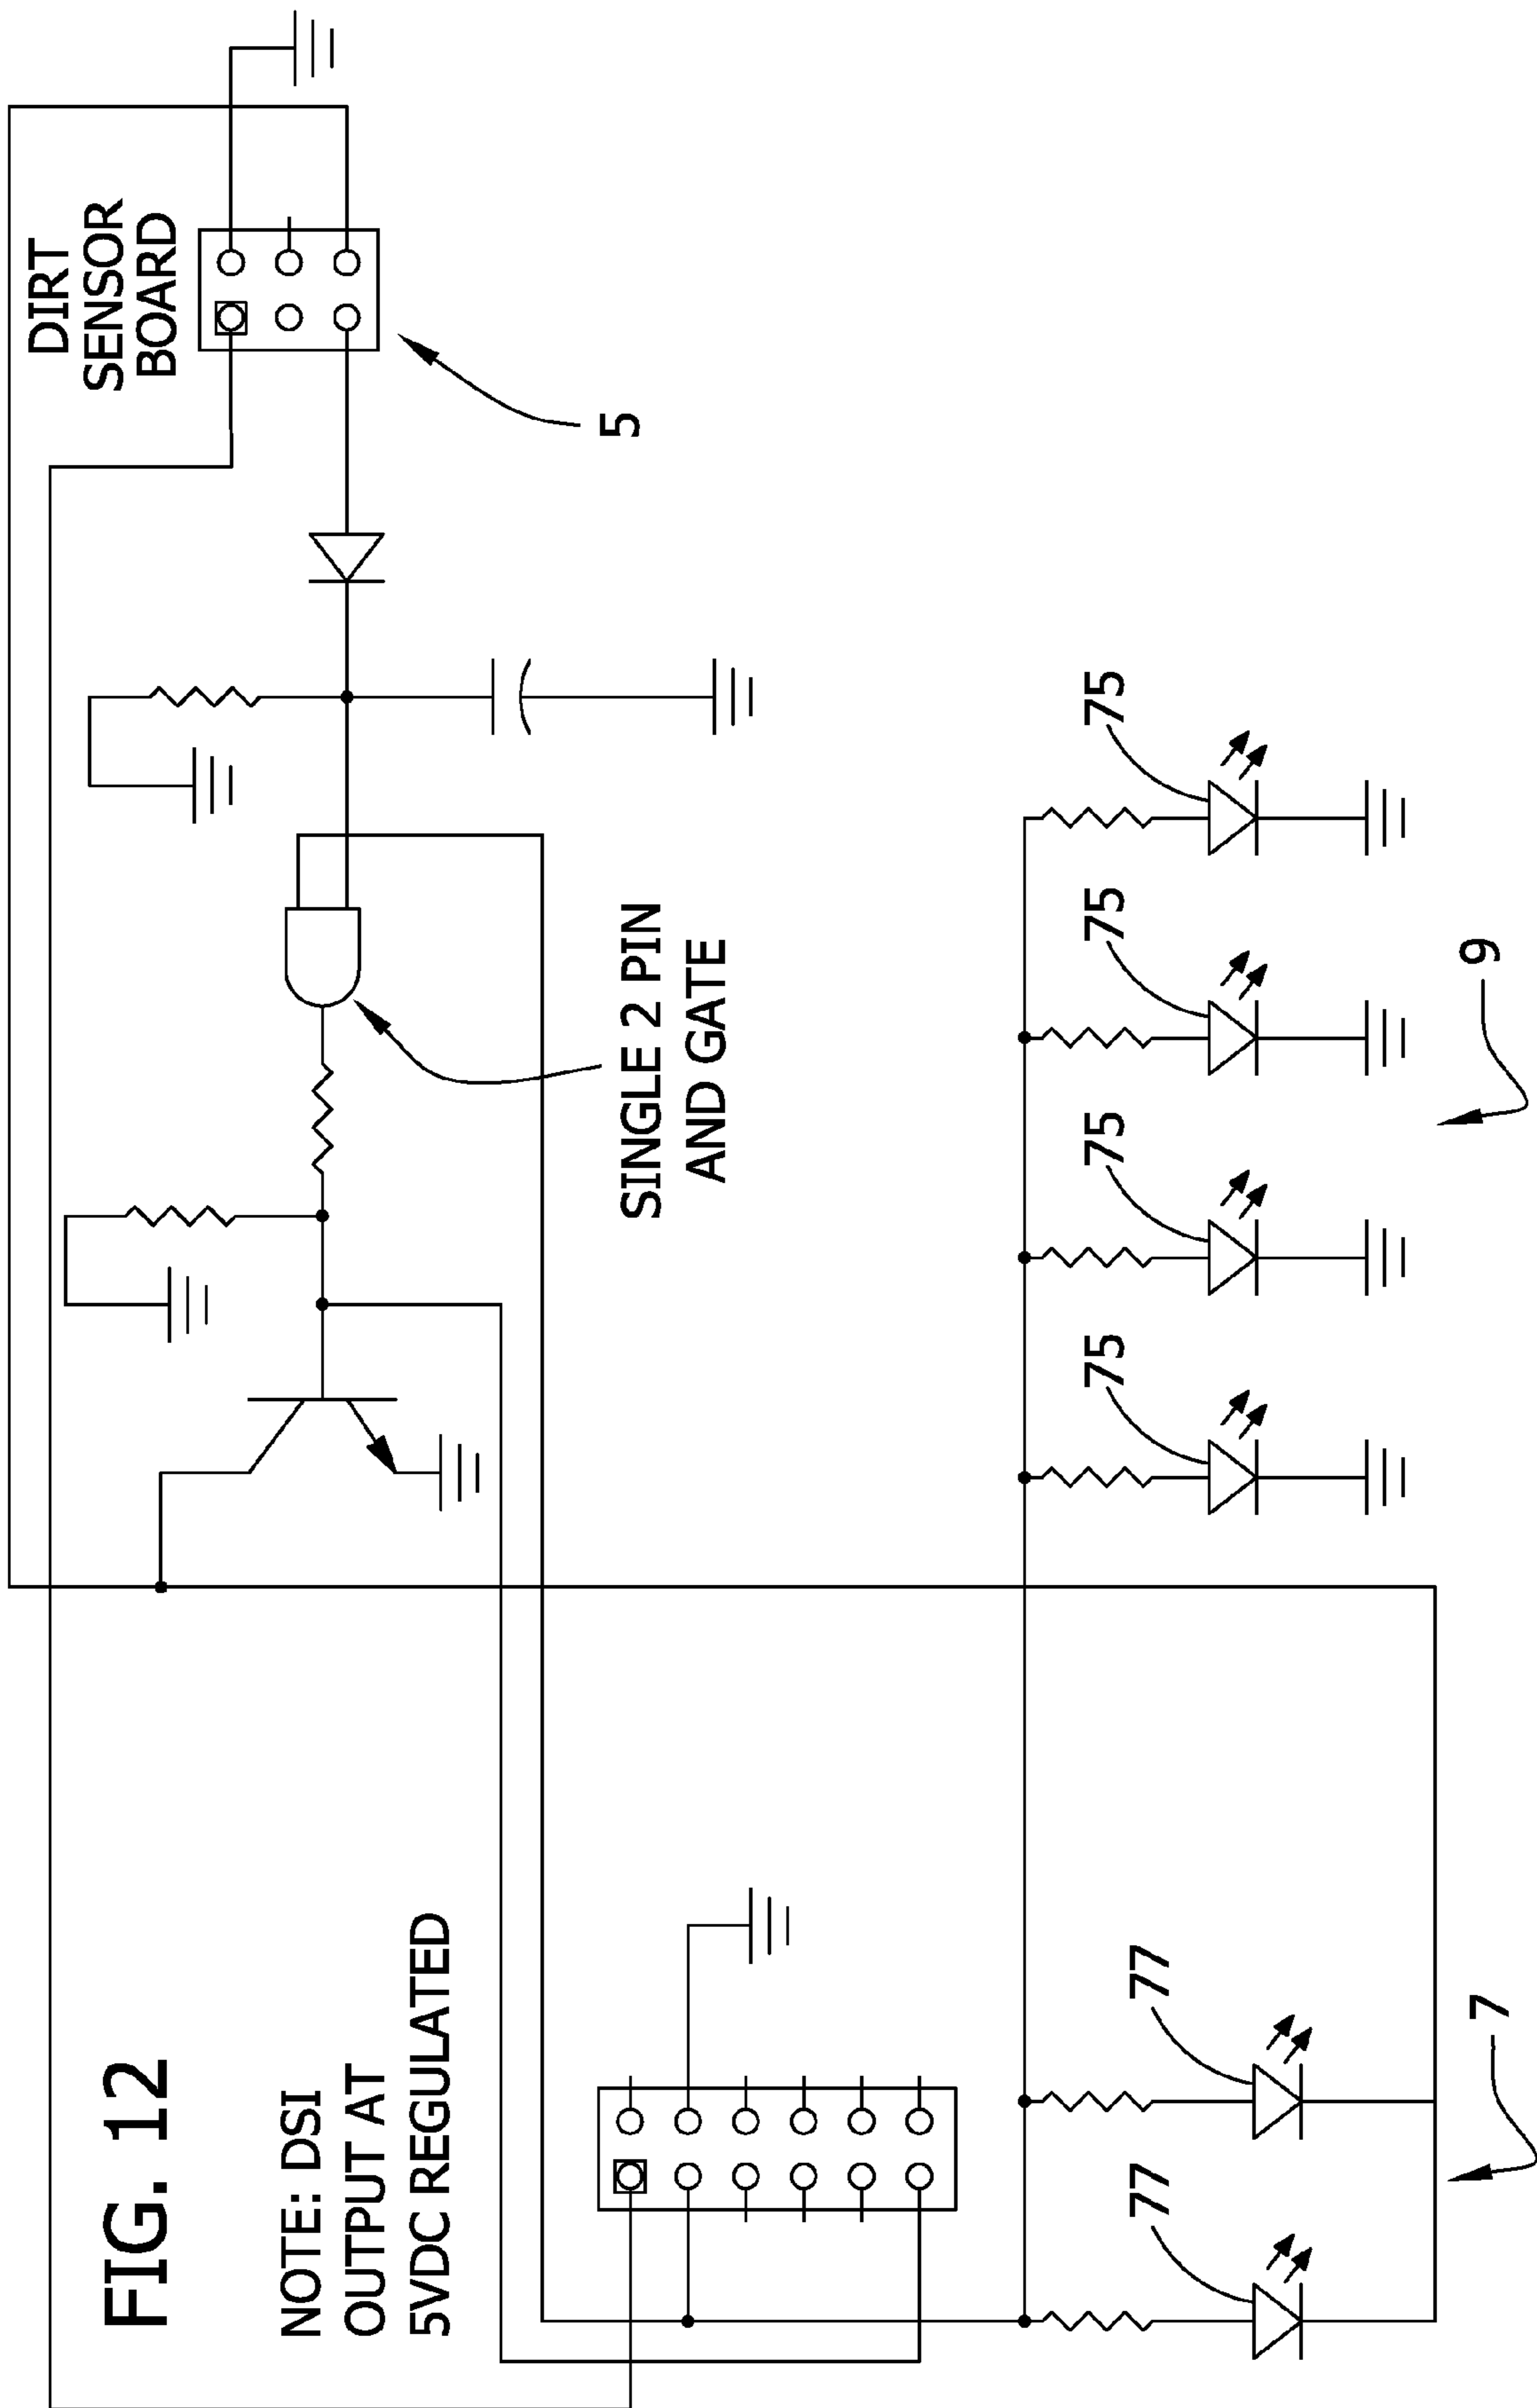 FIG. 12
NOTE: DSI
OUTPUT AT
5VDC REGULATED
DIRT
SENSOR
BOARD
5
SINGLE 2 PIN
AND GATE
75
75
75
75
77
77
9
7